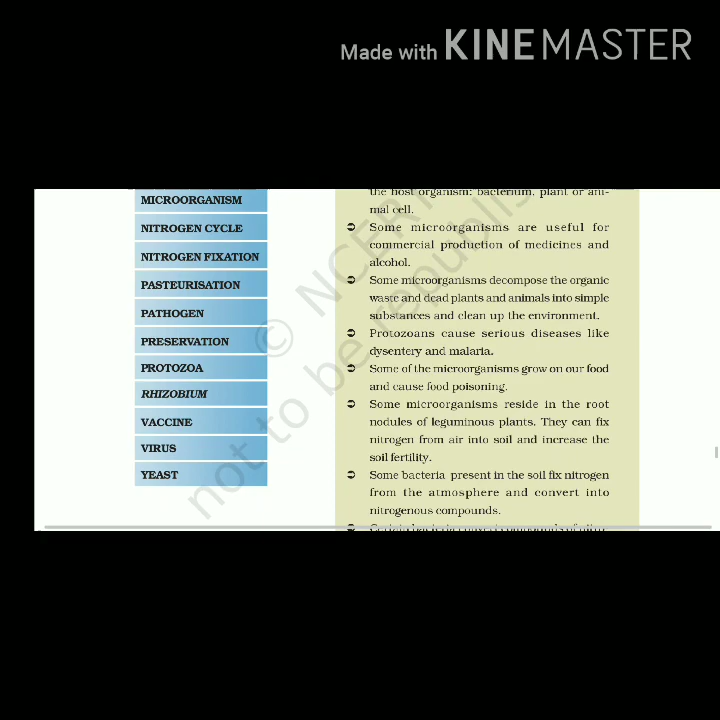 Made with KINEMASTER
MICROORGANISM
NITROGEN CYCLE
NITROGEN FIXATION
PASTEURISATION
PATHOGEN
PRESERVATION
PROTOZOA
RHIZOBIUM
VACCINE
VIRUS
YEAST
the host organism: bacterium, plant or ani-
mal cell.
➲ Some microorganisms are useful for
commercial production of medicines and
alcohol.
➲ Some microorganisms decompose the organic
waste and dead plants and animals into simple
substances and clean up the environment.
➲ Protozoans cause serious diseases like
dysentery and malaria.
➲ Some of the microorganisms grow on our food
and cause food poisoning.
➲ Some microorganisms reside in the root
nodules of leguminous plants. They can fix
nitrogen from air into soil and increase the
soil fertility.
➲ Some bacteria present in the soil fix nitrogen
from the atmosphere and convert into
nitrogenous compounds.
© NCERT
not to be republis